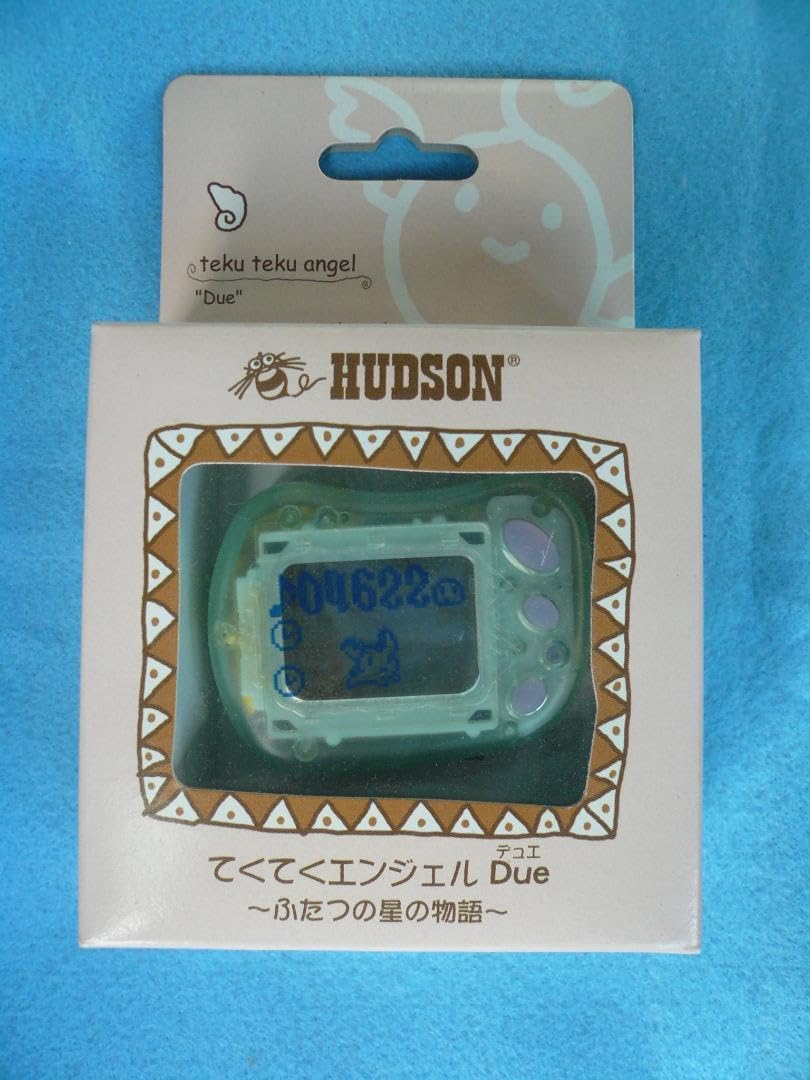 teku teku angel
"Due"
HUDSON®
04622
デュエ
てくてくエンジェル Due
～ふたつの星の物語～